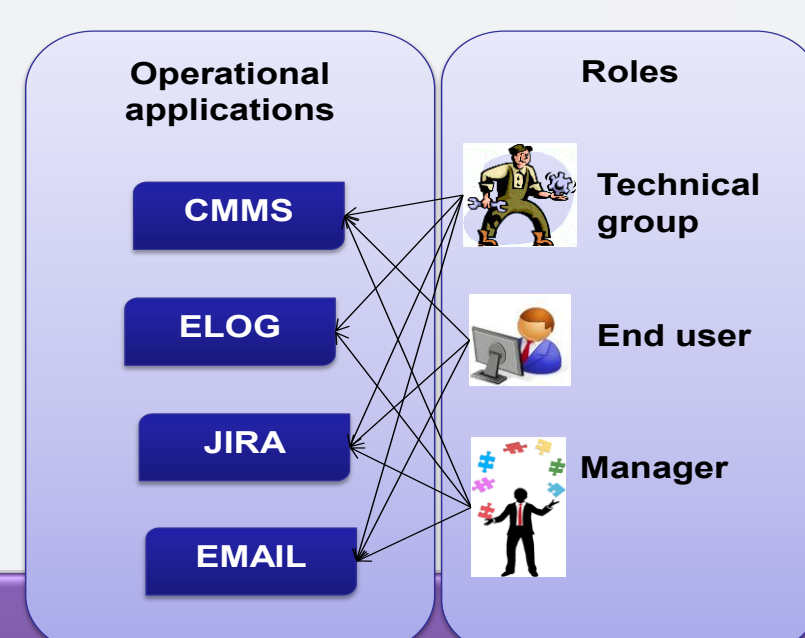 Operational
applications
CMMS
ELOG
JIRA
EMAIL
Roles
Technical
group
End user
Manager